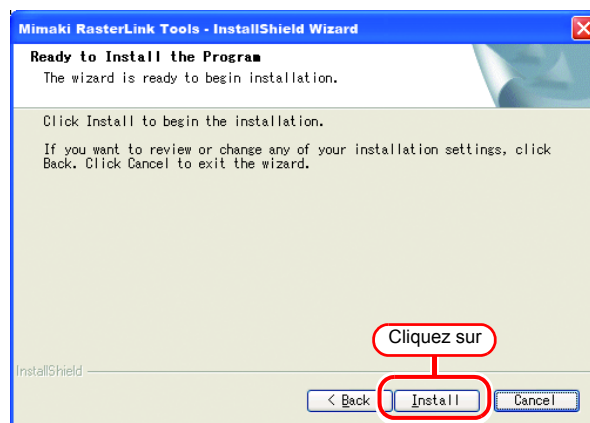 Mimaki RasterLink Tools - InstallShield Wizard
Ready to Install the Program
The wizard is ready to begin installation.
Click Install to begin the installation.
If you want to review or change any of your installation settings, click
Back. Click Cancel to exit the wizard.
Cliquez sur
InstallShield
< Back Install Cancel